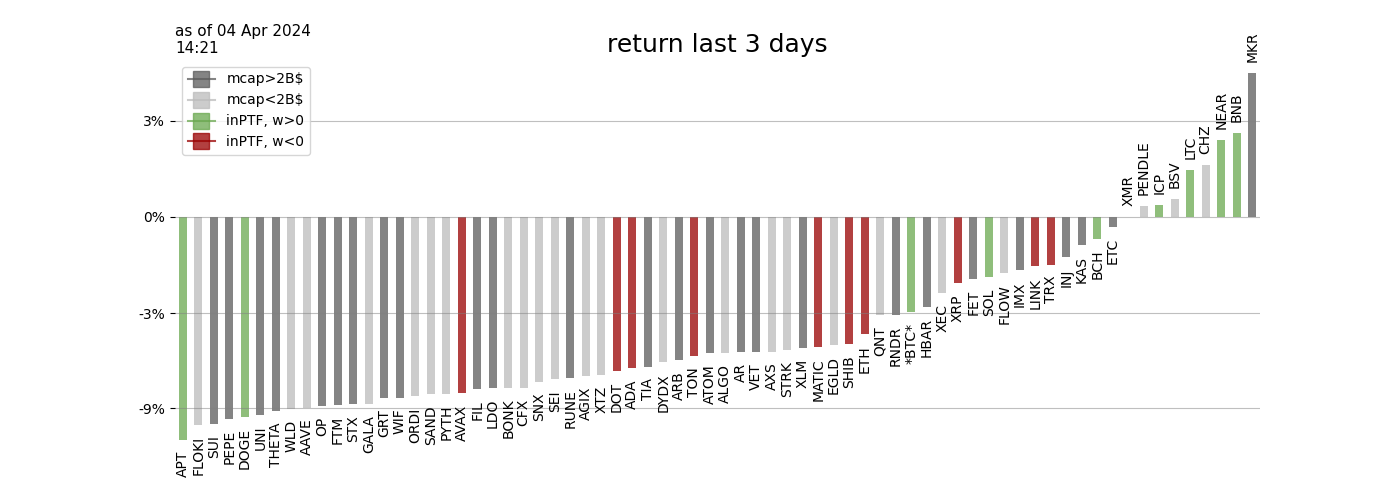 as of 04 Apr 2024
14:21
return last 3 days
mcap>2B$
mcap<2B$
inPTF, w>0
inPTF, w<0
3%
0%
-3%
-9%
APT
FLOKI
SUI
PEPE
DOGE
UNI
THETA
WLD
AAVE
OP
FTM
STX
GALA
GRT
WIF
ORDI
SAND
PYTH
AVAX
FIL
LDO
BONK
CFX
SNX
SEI
RUNE
AGIX
XTZ
DOT
ADA
TIA
DYDX
ARB
TON
ATOM
ALGO
AR
VET
AXS
STRK
XLM
MATIC
EGLD
SHIB
ETH
QNT
RNDR
*BTC*
HBAR
XEC
XRP
FET
SOL
FLOW
IMX
LINK
TRX
INJ
KAS
BCH
ETC
XMR
PENDLE
ICP
BSV
LTC
CHZ
NEAR
BNB
MKR